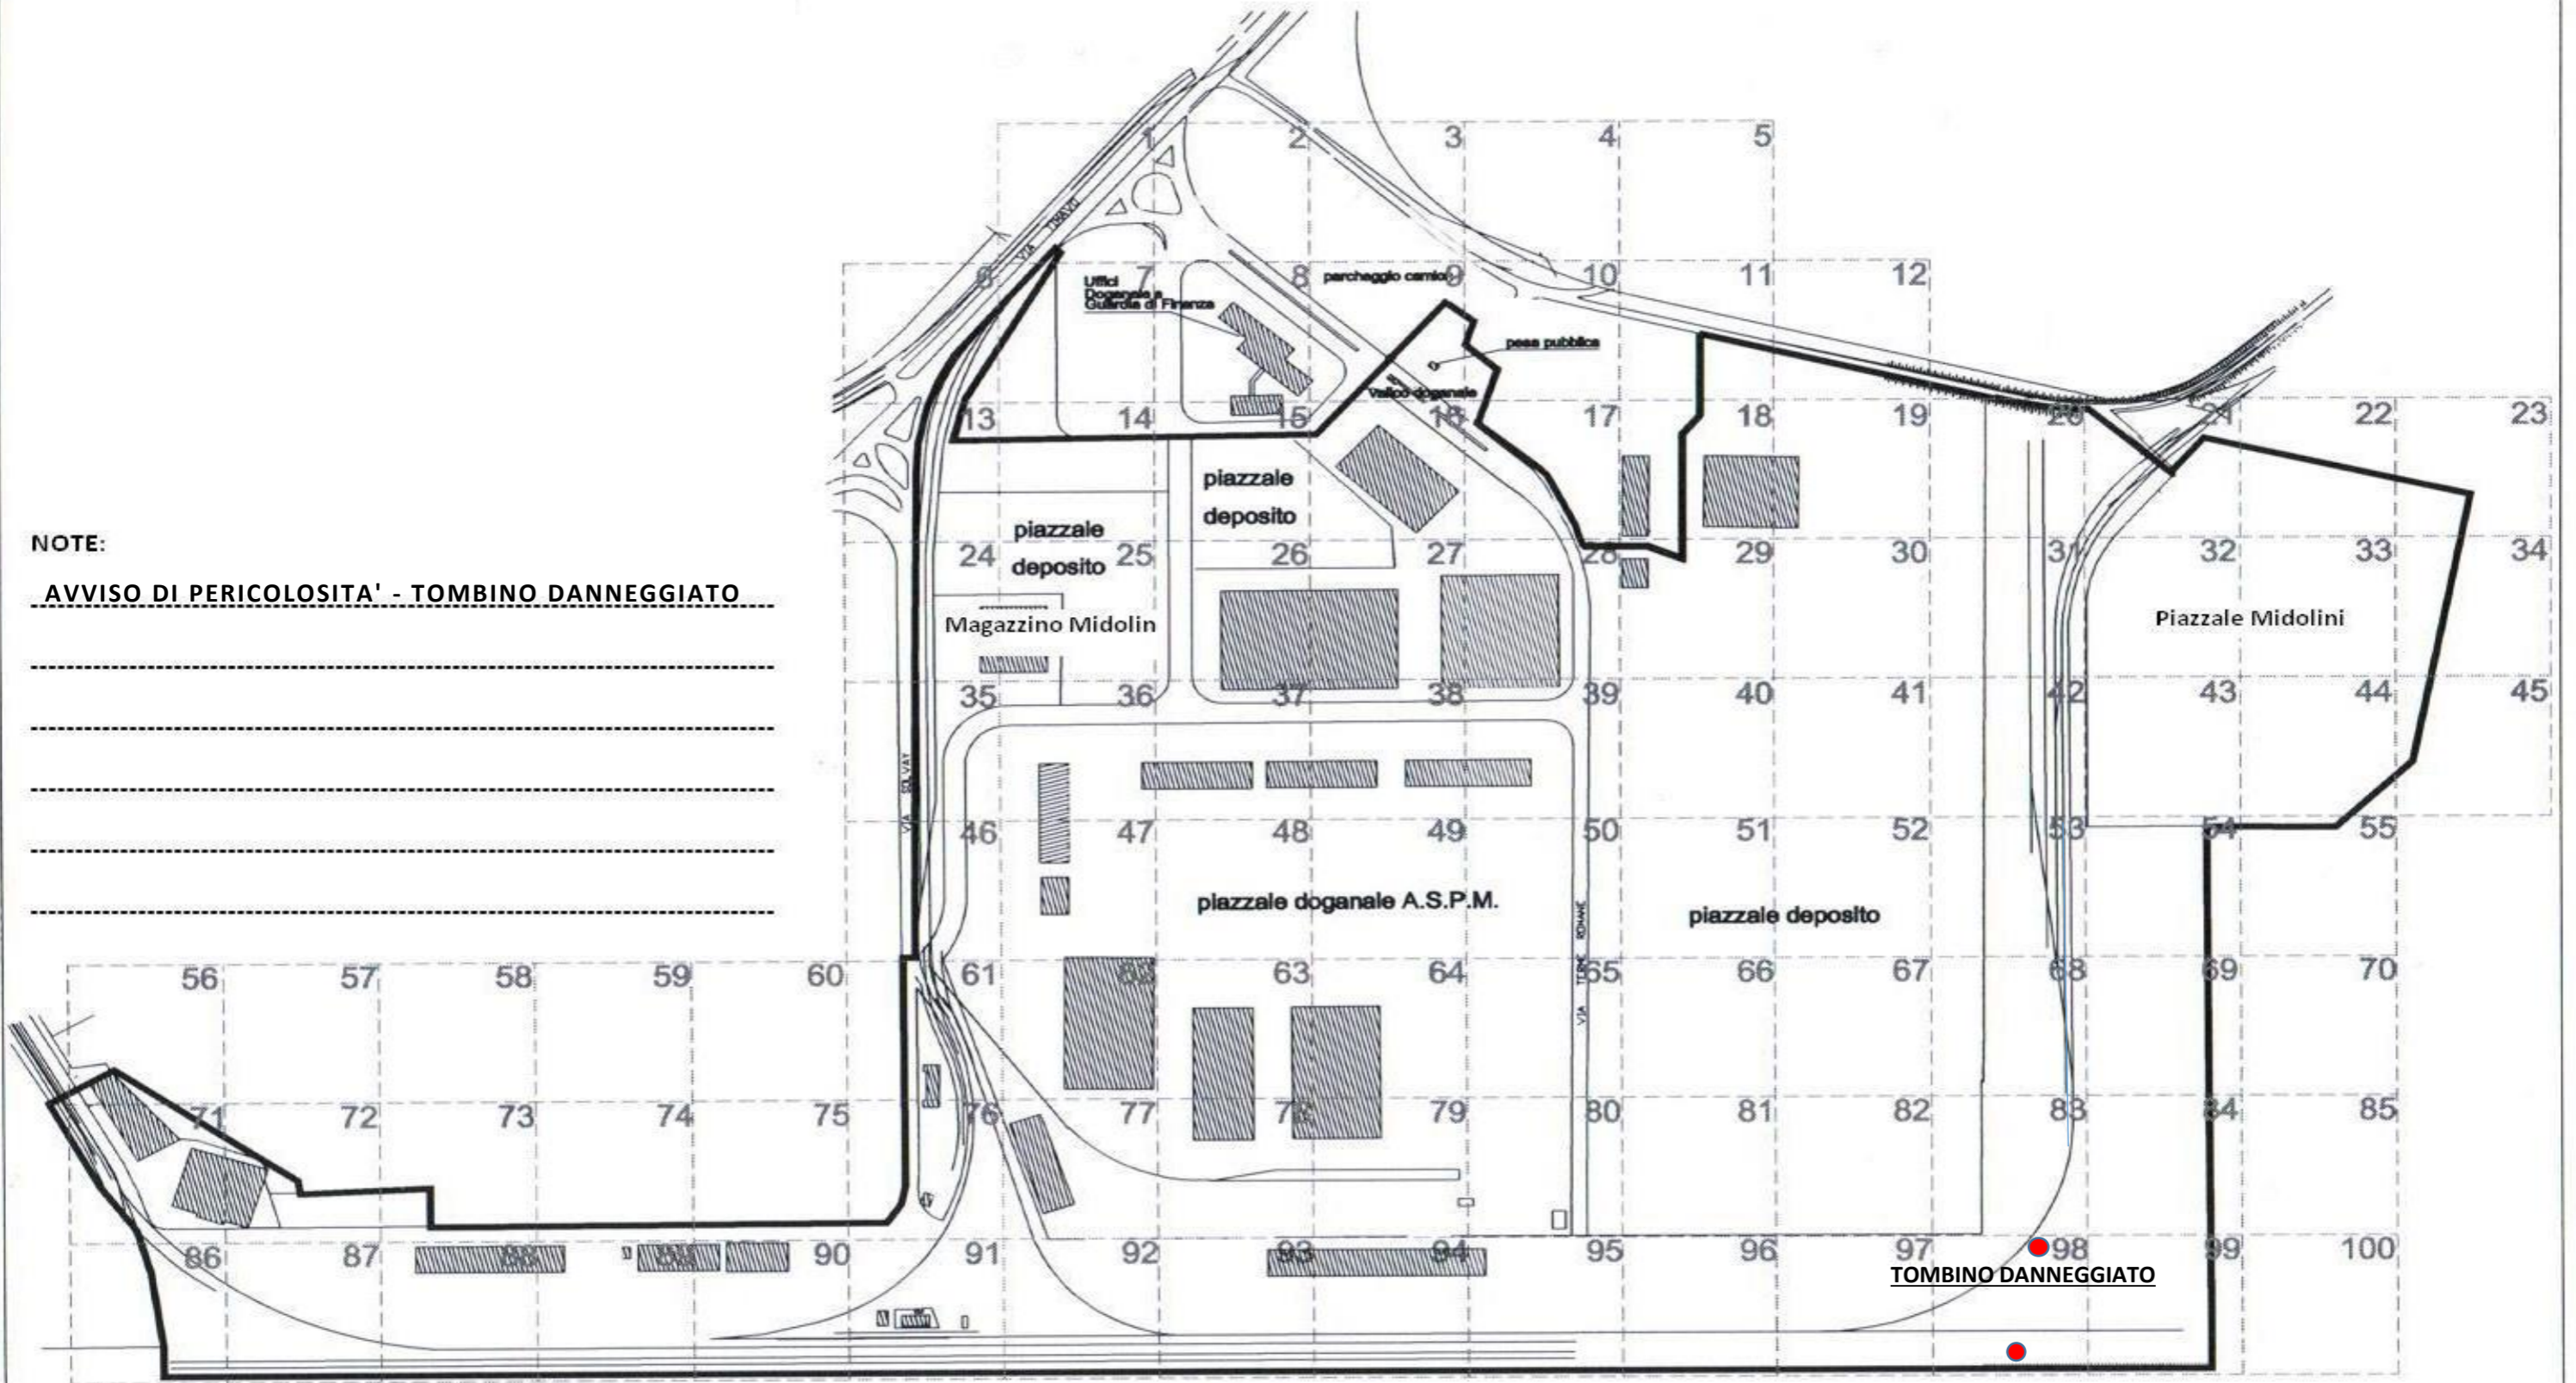 1 2 3 4 5
VIA TIMAVO
6 7 8 9 10 11 12
Uffici
Doganale e
Guardia di Finanza
parcheggio camion
pesa pubblica
Valico doganale
13 14 15 16 17 18 19 20 21 22 23
piazzale
deposito
piazzale
deposito
NOTE:
24 25 26 27 28 29 30 31 32 33 34
AVVISO DI PERICOLOSITA' - TOMBINO DANNEGGIATO
Magazzino Midolin
Piazzale Midolini
35 36 37 38 39 40 41 42 43 44 45
VIA SOLVAY
46 47 48 49 50 51 52 53 54 55
piazzale doganale A.S.P.M.
piazzale deposito
VIA TERME ROMANE
56 57 58 59 60 61 62 63 64 65 66 67 68 69 70
71 72 73 74 75 76 77 78 79 80 81 82 83 84 85
86 87 88 89 90 91 92 93 94 95 96 97 98 99 100
TOMBINO DANNEGGIATO